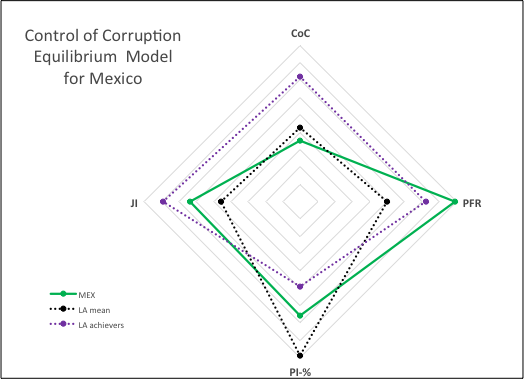 Control of Corruption
Equilibrium Model
for Mexico
CoC
JI
PFR
MEX
LA mean
LA achievers
PI-%